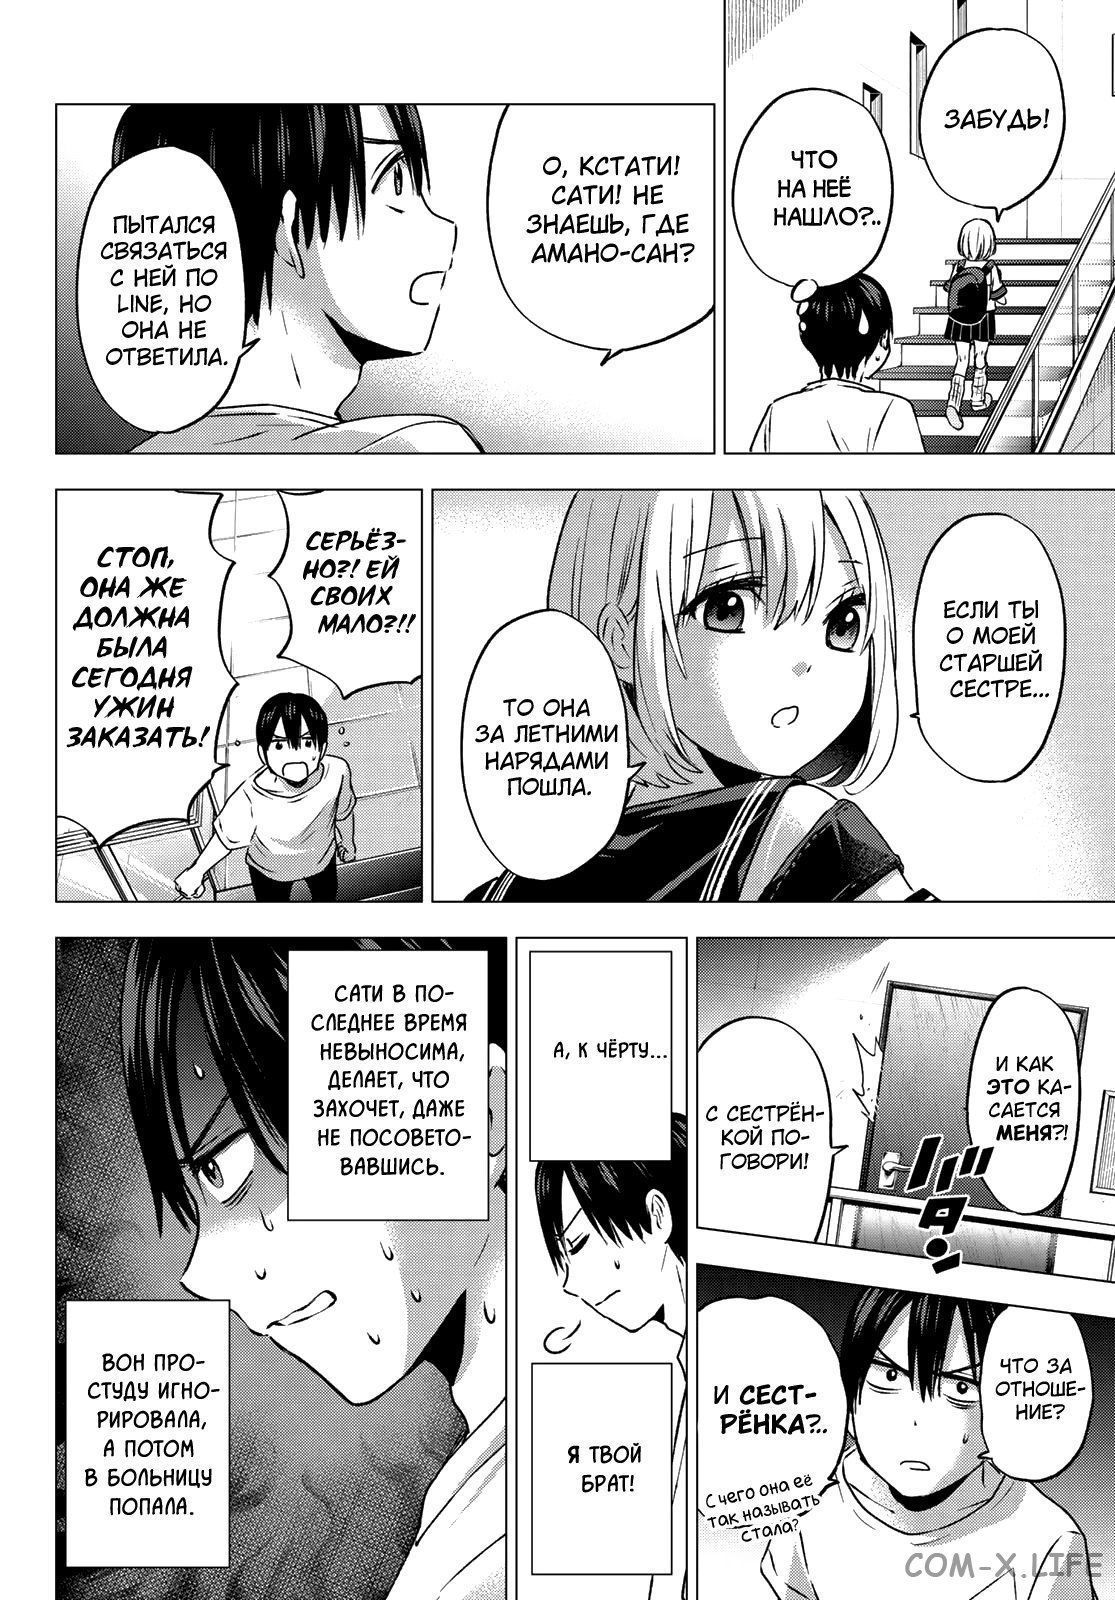 ЗАБУДЬ!
ЧТО
НА НЕЁ
НАШЛО?..
О, КСТАТИ!
САТИ! НЕ
ЗНАЕШЬ, ГДЕ
АМАНО-САН?
ПЫТАЛСЯ
СВЯЗАТЬСЯ
С НЕЙ ПО
LINE, НО
ОНА НЕ
ОТВЕТИЛА.
ЕСЛИ ТЫ
О МОЕЙ
СТАРШЕЙ
СЕСТРЕ...
ТО ОНА
ЗА ЛЕТНИМИ
НАРЯДАМИ
ПОШЛА.
СЕРЬЁЗ-
НО?! ЕЙ
СВОИХ
МАЛО?!!
СТОП,
ОНА ЖЕ
ДОЛЖНА
БЫЛА
СЕГОДНЯ
УЖИН
ЗАКАЗАТЬ!
И КАК
ЭТО КА-
САЕТСЯ
МЕНЯ?!
С СЕСТРЁН-
КОЙ ПО-
ГОВОРИ!
バタン
ЧТО ЗА
ОТНОШЕ-
НИЕ?
И СЕСТ-
РЁНКА?..
С чего она её
так называть
стала?
А, К ЧЁРТУ...
Я ТВОЙ
БРАТ!
САТИ В ПО-
СЛЕДНЕЕ ВРЕМЯ
НЕВЫНОСИМА,
ДЕЛАЕТ, ЧТО
ЗАХОЧЕТ, ДАЖЕ
НЕ ПОСОВЕТО-
ВАВШИСЬ.
ВОН ПРО-
СТУДУ ИГНО-
РИРОВАЛА,
А ПОТОМ
В БОЛЬНИЦУ
ПОПАЛА.
COM-X.LIFE